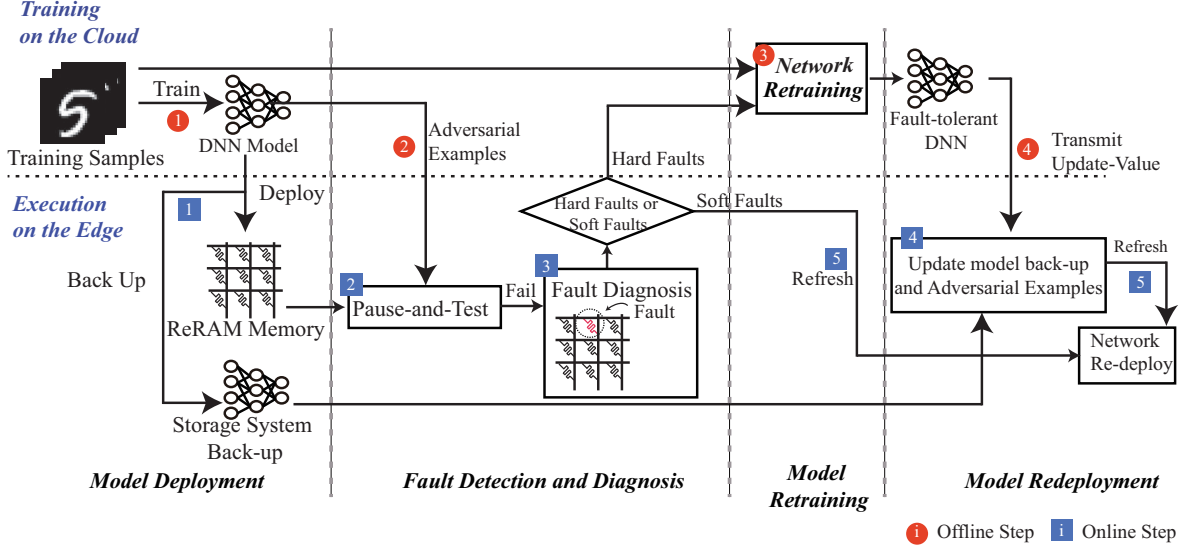 Training
on the Cloud
Train
1
Training Samples
DNN Model
2
Adversarial
Examples
3
Network
Retraining
Hard Faults
Fault-tolerant
DNN
4
Transmit
Update-Value
Execution
on the Edge
1
Deploy
Back Up
ReRAM Memory
Storage System
Back-up
2
Pause-and-Test
Fail
3
Fault Diagnosis
Fault
Hard Faults or
Soft Faults
Soft Faults
5
Refresh
4
Update model back-up
and Adversarial Examples
Refresh
5
Network
Re-deploy
Model Deployment
Fault Detection and Diagnosis
Model
Retraining
Model Redeployment
i Offline Step
i Online Step